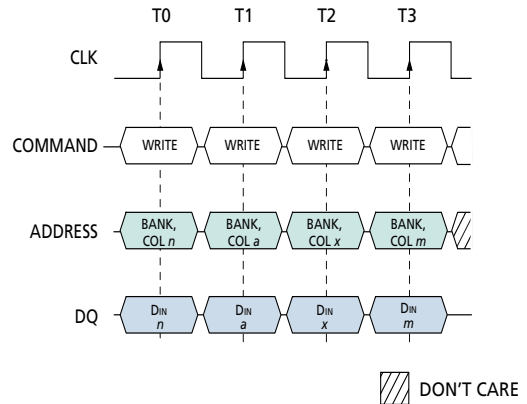 T0 T1 T2 T3
CLK
COMMAND WRITE WRITE WRITE WRITE
BANK, BANK, BANK, BANK,
ADDRESS
COL n COL a COL x COL m
DIN DIN DIN DIN
DQ
n a x m
DON'T CARE